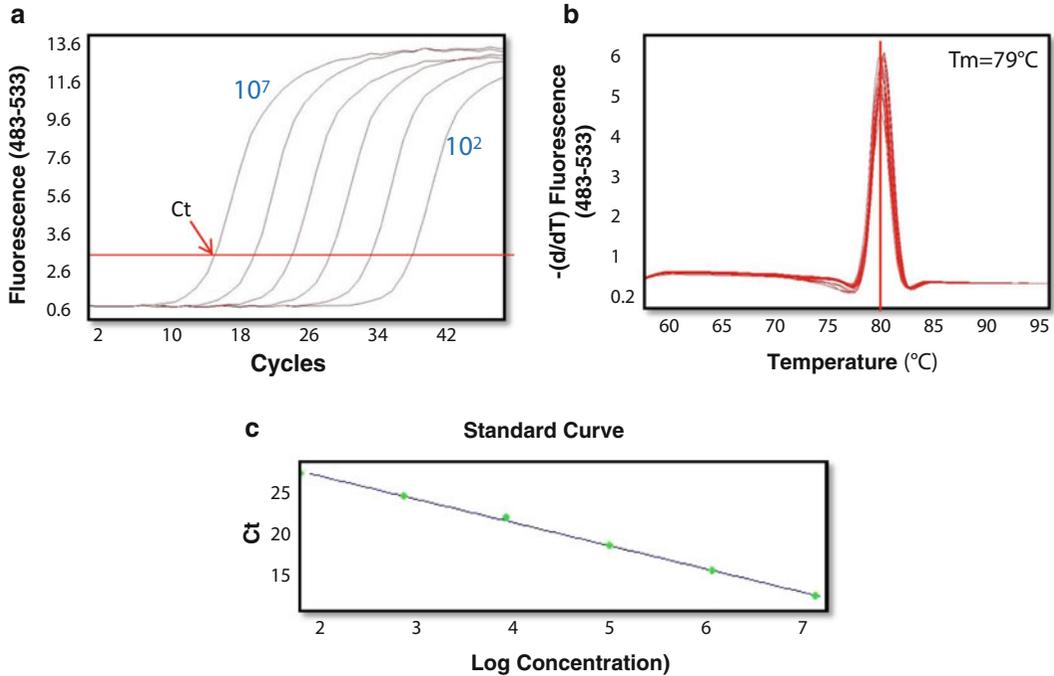 a
Fluorescence (483-533)
13.6
11.6
9.6
7.6
5.6
3.6
2.6
0.6
10⁷
10²
Ct
2 10 18 26 34 42
Cycles
b
-(d/dT) Fluorescence
(483-533)
6
5
4
3
2
1
0.2
Tm=79°C
60 65 70 75 80 85 90 95
Temperature (°C)
c
Standard Curve
Ct
25
20
15
2 3 4 5 6 7
Log Concentration)